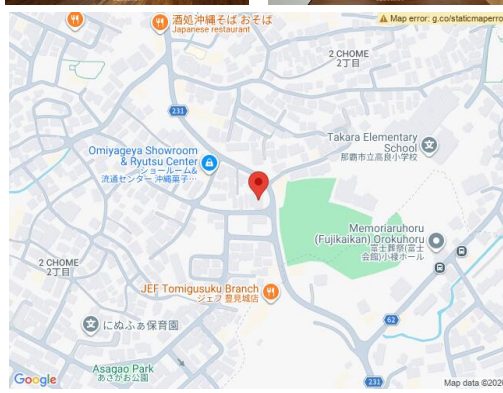 酒処沖縄そば おそば
Japanese restaurant
Map error: g.co/staticmaperro
2 CHOME
2丁目
231
Takara Elementary
School
那覇市立高良小学校
Omiyageya Showroom
& Ryutsu Center
ショールーム&
流通センター 沖縄菓子…
Memoriaruhoru
(Fujikaikan) Orokuhoru
富士葬祭(富士
会館)小禄ホール
2 CHOME
2丁目
JEF Tomigusuku Branch
ジェフ 豊見城店
62
にぬふぁ保育園
Asagao Park
あさがお公園
231
Google
Map data ©202